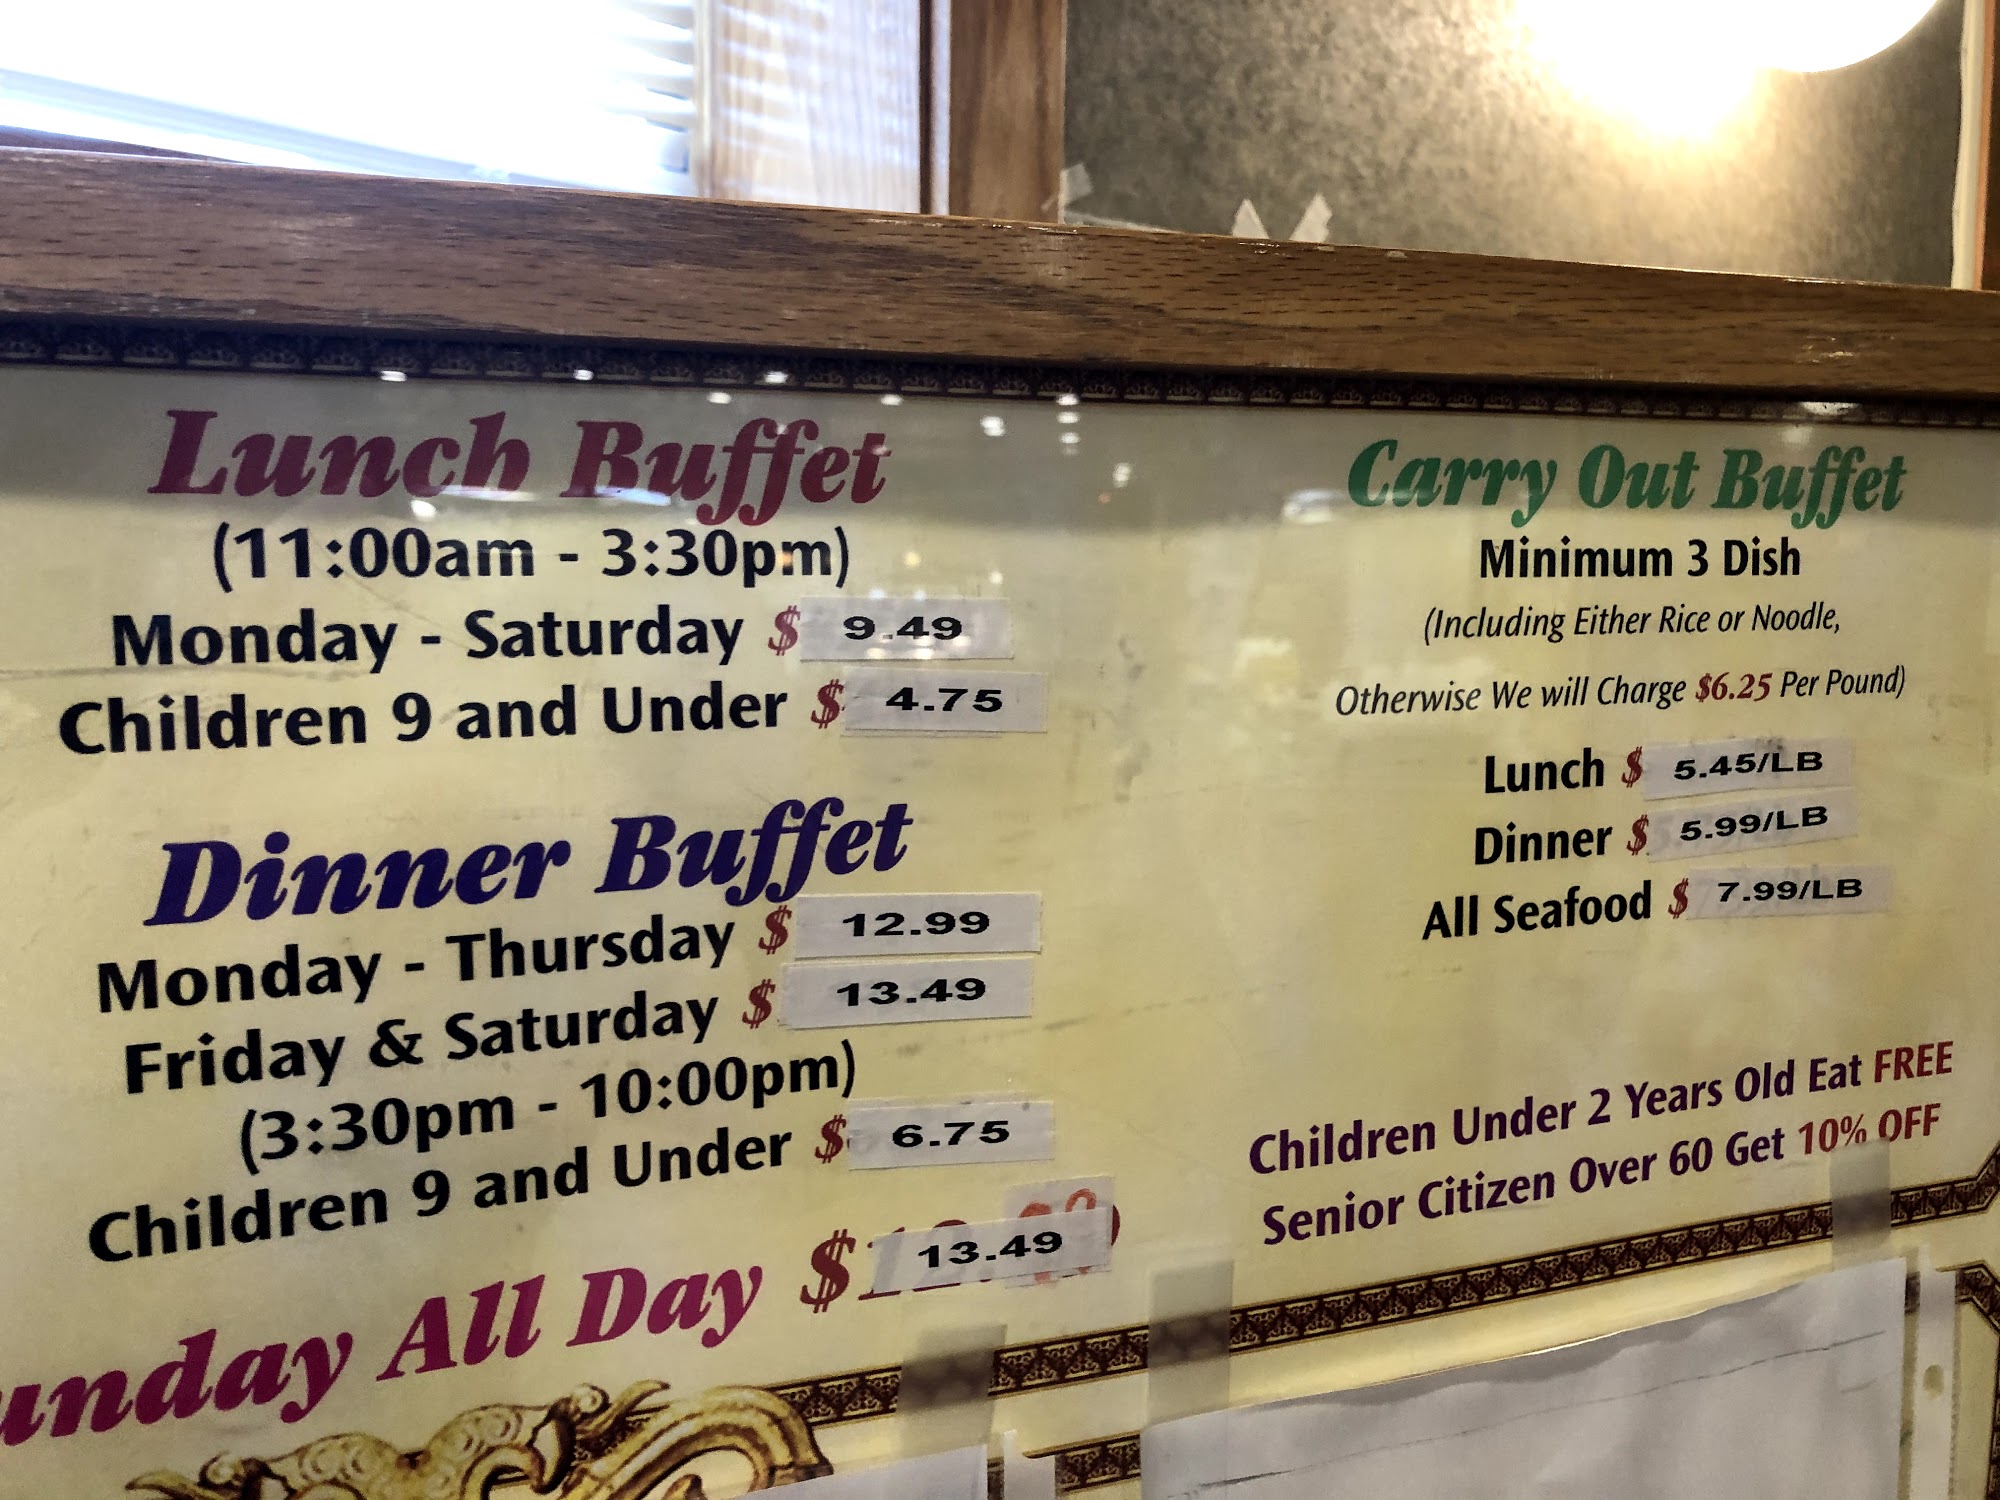 Lunch Buffet
(11:00am - 3:30pm)
Monday - Saturday $ 9.49
Children 9 and Under $ 4.75
Dinner Buffet
Monday - Thursday $ 12.99
Friday & Saturday $ 13.49
(3:30pm - 10:00pm)
Children 9 and Under $ 6.75
unday All Day $ 13.49
Carry Out Buffet
Minimum 3 Dish
(Including Either Rice or Noodle,
Otherwise We will Charge $6.25 Per Pound)
Lunch $ 5.45/LB
Dinner $ 5.99/LB
All Seafood $ 7.99/LB
Children Under 2 Years Old Eat FREE
Senior Citizen Over 60 Get 10% OFF